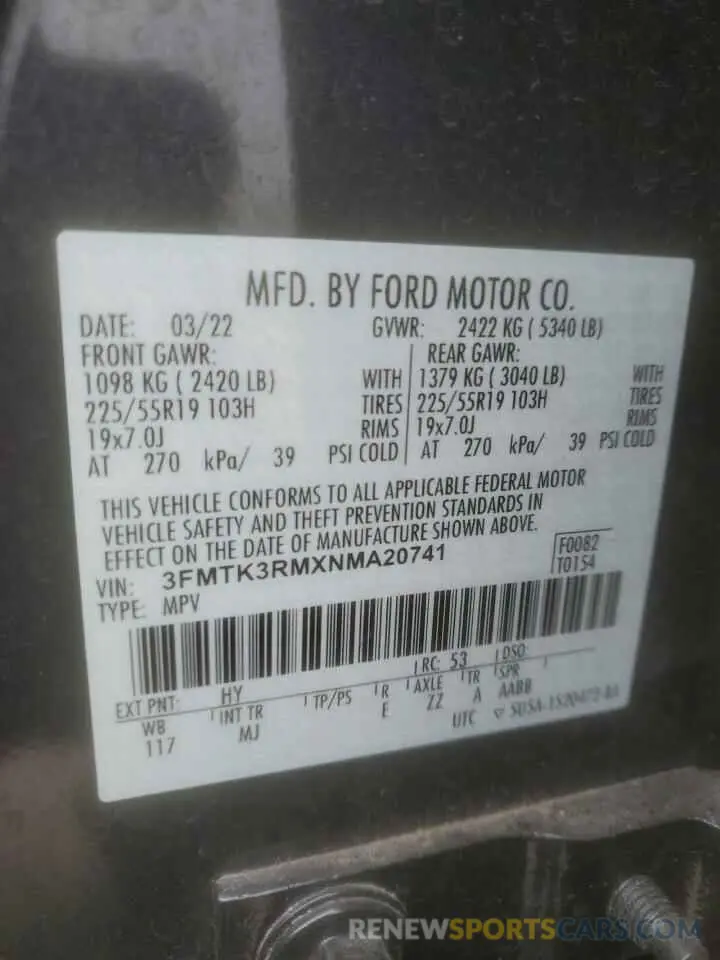 MFD. BY FORD MOTOR CO.
DATE: 03/22 GVWR: 2422 KG ( 5340 LB)
FRONT GAWR: REAR GAWR:
1098 KG ( 2420 LB) WITH 1379 KG ( 3040 LB) WITH
225/55R19 103H TIRES 225/55R19 103H TIRES
19x7.0J RIMS 19x7.0J RIMS
AT 270 kPa/ 39 PSI COLD AT 270 kPa/ 39 PSI COLD
THIS VEHICLE CONFORMS TO ALL APPLICABLE FEDERAL MOTOR
VEHICLE SAFETY AND THEFT PREVENTION STANDARDS IN
EFFECT ON THE DATE OF MANUFACTURE SHOWN ABOVE.
VIN: 3FMTK3RMXNMA20741 F0082
TYPE: MPV T0154
EXT PNT: HY RC: 53 DSO:
WB INT TR TP/PS R AXLE TR SPR
117 MJ E ZZ A AABB
UTC
RENEWSPORTSCARS.COM